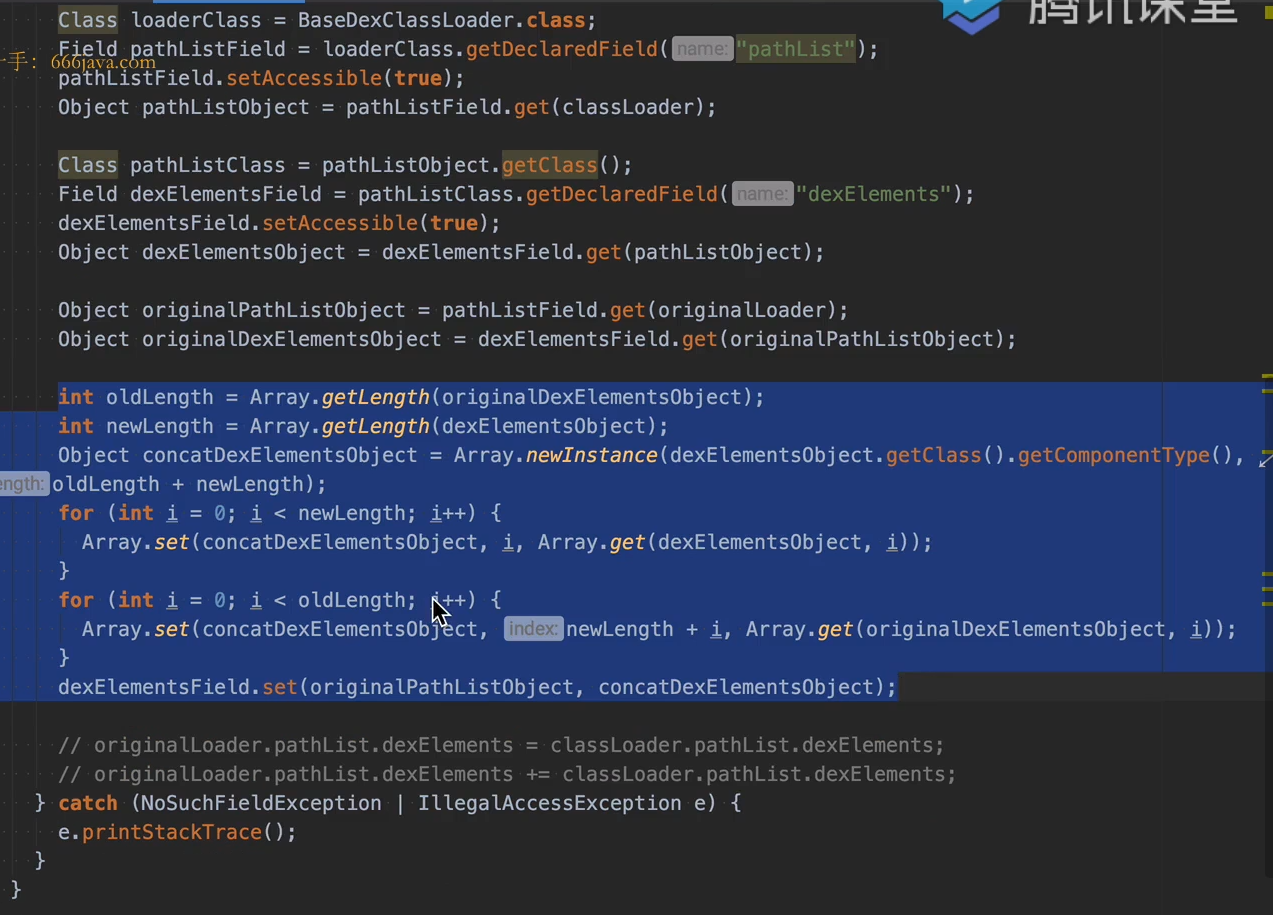 腾讯课堂
Class loaderClass = BaseDexClassLoader.class;
Field pathListField = loaderClass.getDeclaredField( name: "pathList");
一手：666java.com
pathListField.setAccessible(true);
Object pathListObject = pathListField.get(classLoader);
Class pathListClass = pathListObject.getClass();
Field dexElementsField = pathListClass.getDeclaredField( name: "dexElements");
dexElementsField.setAccessible(true);
Object dexElementsObject = dexElementsField.get(pathListObject);
Object originalPathListObject = pathListField.get(originalLoader);
Object originalDexElementsObject = dexElementsField.get(originalPathListObject);
int oldLength = Array.getLength(originalDexElementsObject);
int newLength = Array.getLength(dexElementsObject);
Object concatDexElementsObject = Array.newInstance(dexElementsObject.getClass().getComponentType(),
ength: oldLength + newLength);
for (int i = 0; i < newLength; i++) {
Array.set(concatDexElementsObject, i, Array.get(dexElementsObject, i));
}
for (int i = 0; i < oldLength; i++) {
Array.set(concatDexElementsObject, index: newLength + i, Array.get(originalDexElementsObject, i));
}
dexElementsField.set(originalPathListObject, concatDexElementsObject);
// originalLoader.pathList.dexElements = classLoader.pathList.dexElements;
// originalLoader.pathList.dexElements += classLoader.pathList.dexElements;
} catch (NoSuchFieldException | IllegalAccessException e) {
e.printStackTrace();
}
}